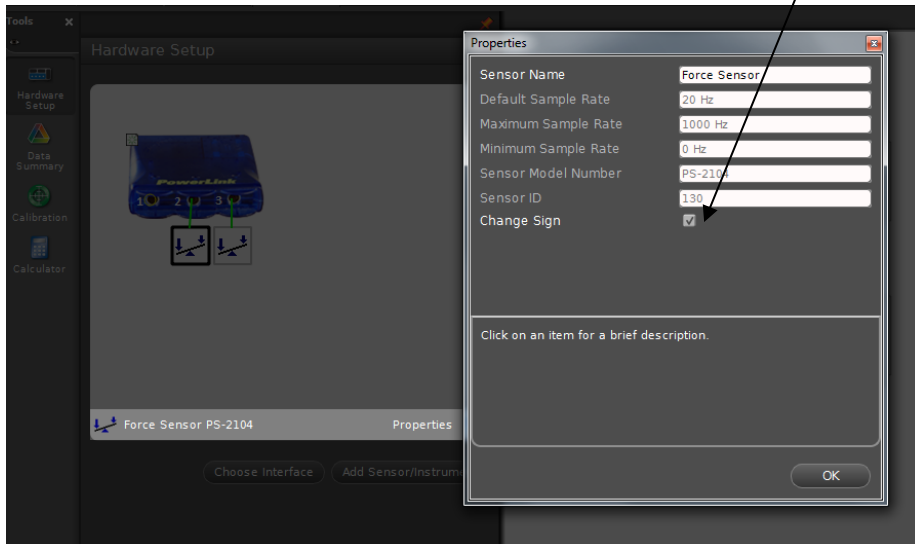 Tools
Hardware Setup
Hardware
Setup
Data
Summary
Calibration
Calculator
PowerLink
1 2 3
Force Sensor PS-2104 Properties
Choose Interface Add Sensor/Instrume
Properties
Sensor Name Force Sensor
Default Sample Rate 20 Hz
Maximum Sample Rate 1000 Hz
Minimum Sample Rate 0 Hz
Sensor Model Number PS-2104
Sensor ID 130
Change Sign
Click on an item for a brief description.
OK